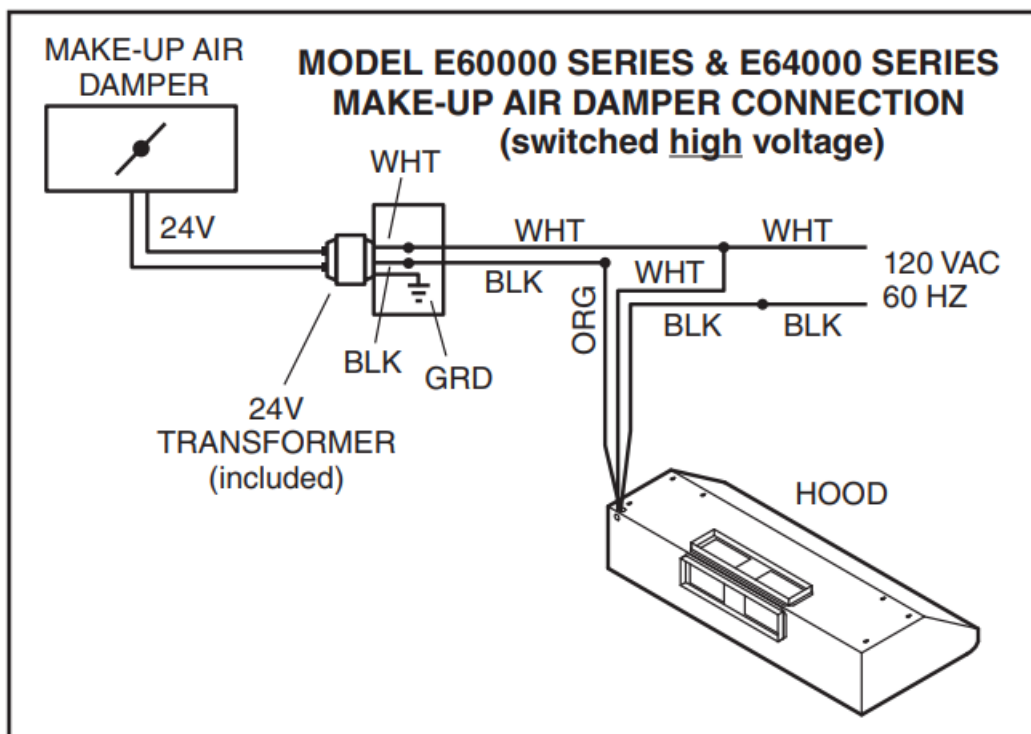 MAKE-UP AIR
DAMPER
MODEL E60000 SERIES & E64000 SERIES
MAKE-UP AIR DAMPER CONNECTION
(switched high voltage)
WHT
24V
WHT
WHT
BLK
WHT
120 VAC
60 HZ
ORG
BLK
BLK
BLK
GRD
24V
TRANSFORMER
(included)
HOOD